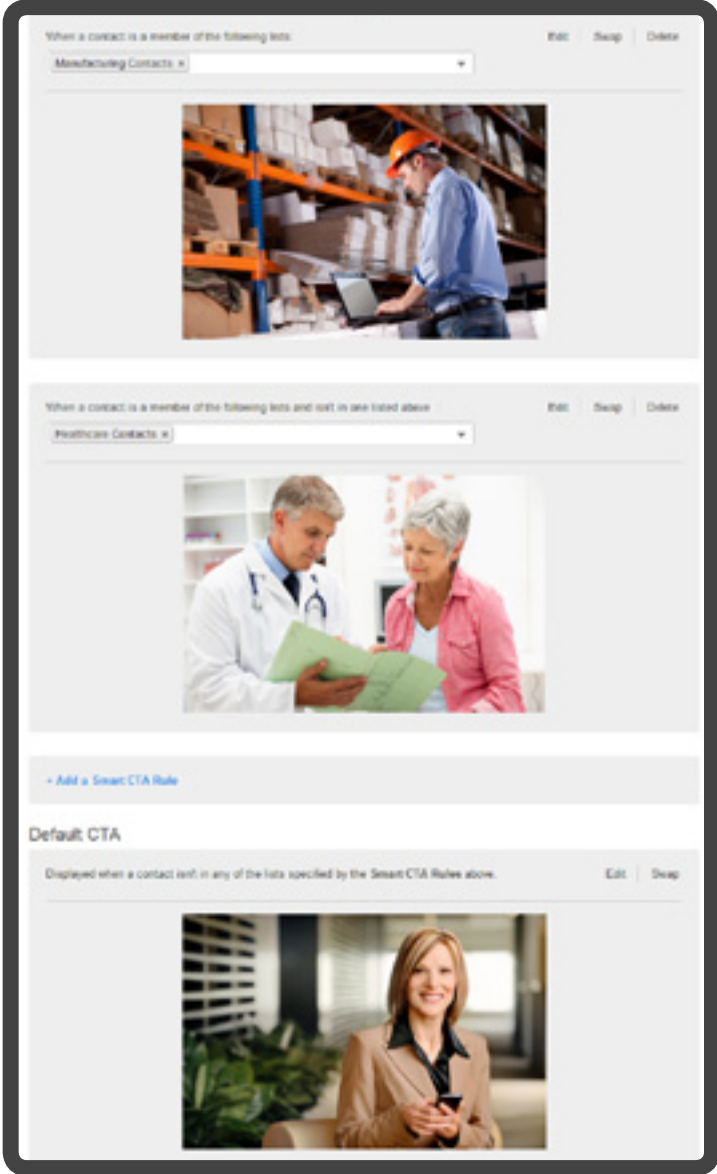 When a contact is a member of the following lists
Edit Swap Delete
Manufacturing Contacts ×
When a contact is a member of the following lists and isn't in one listed above
Edit Swap Delete
Healthcare Contacts ×
+ Add a Smart CTA Rule
Default CTA
Displayed when a contact isn't in any of the lists specified by the Smart CTA Rules above.
Edit Swap